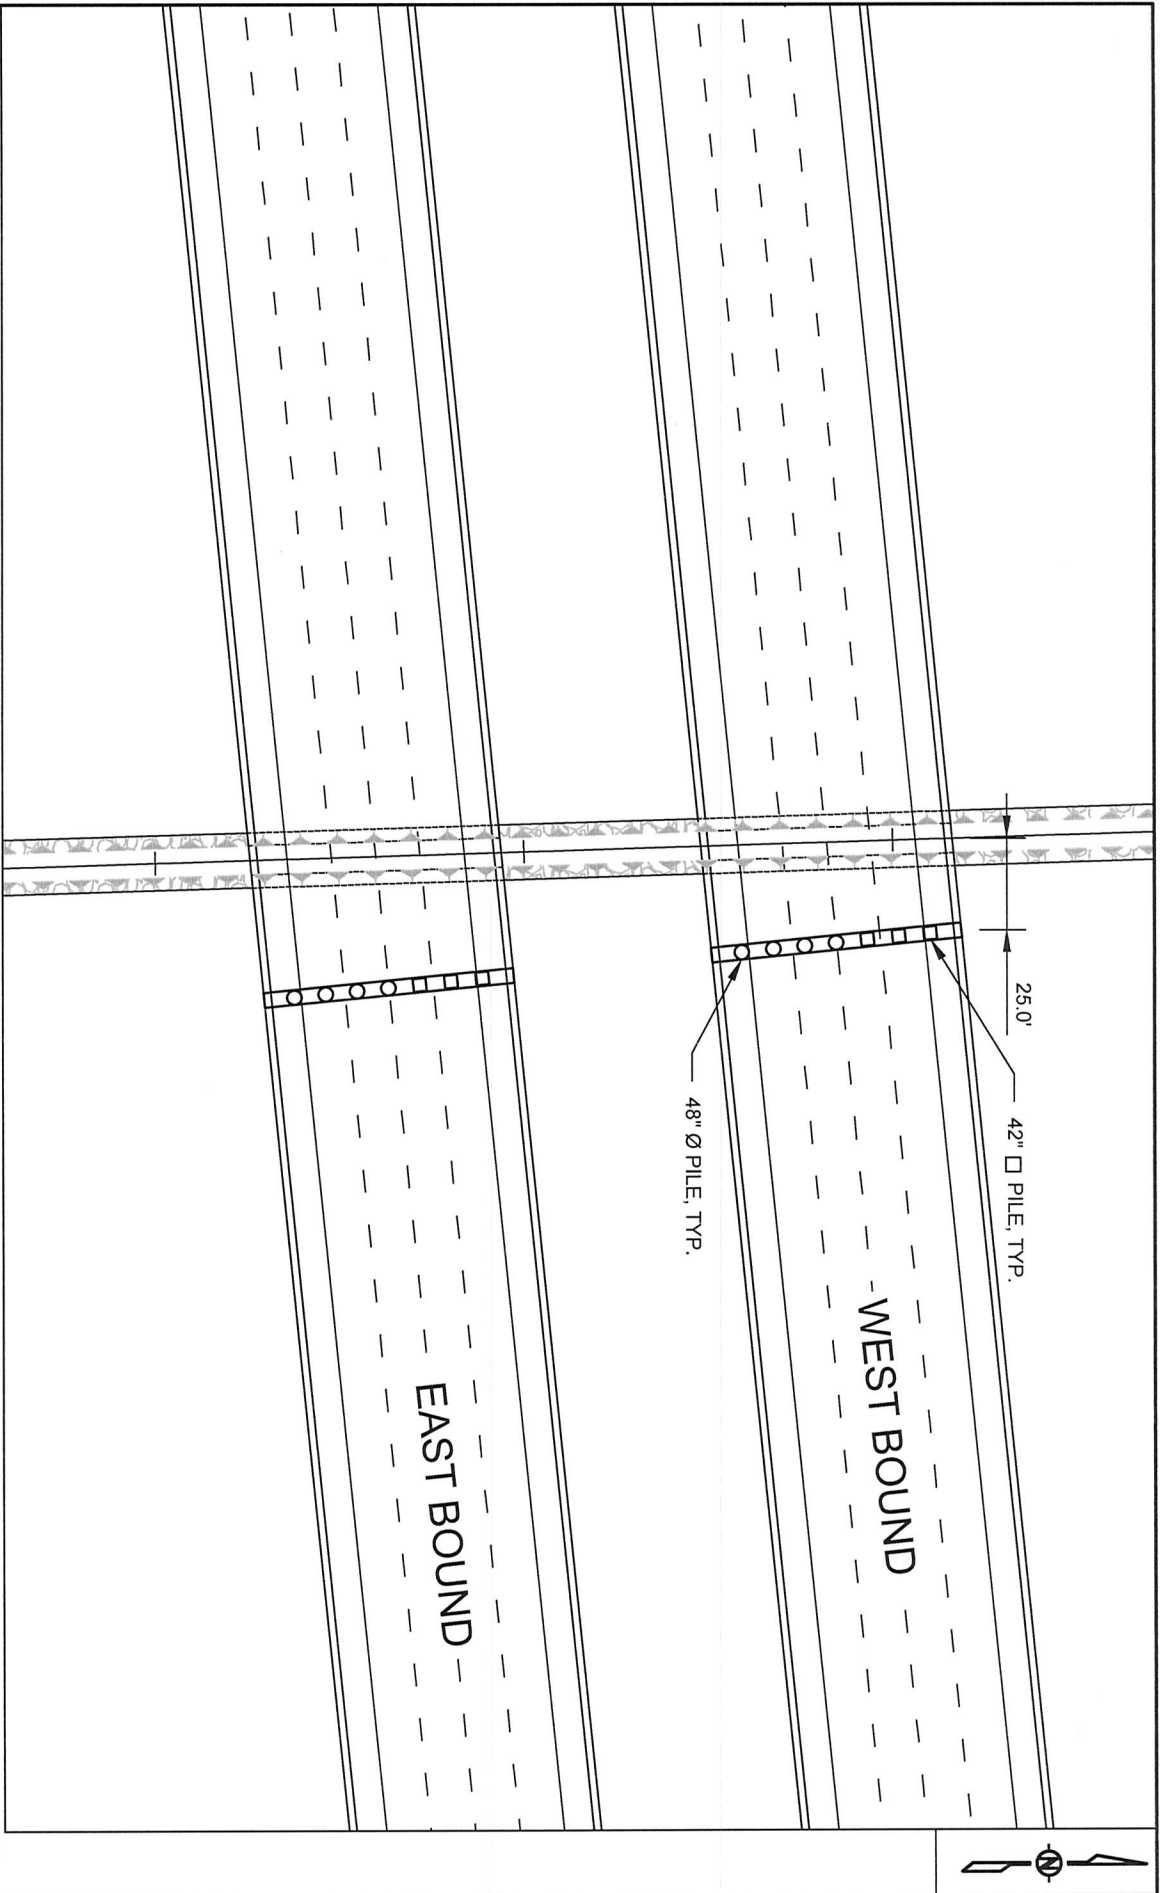 25.0'
42" □ PILE, TYP.
48" Ø PILE, TYP.
WEST BOUND
EAST BOUND
N